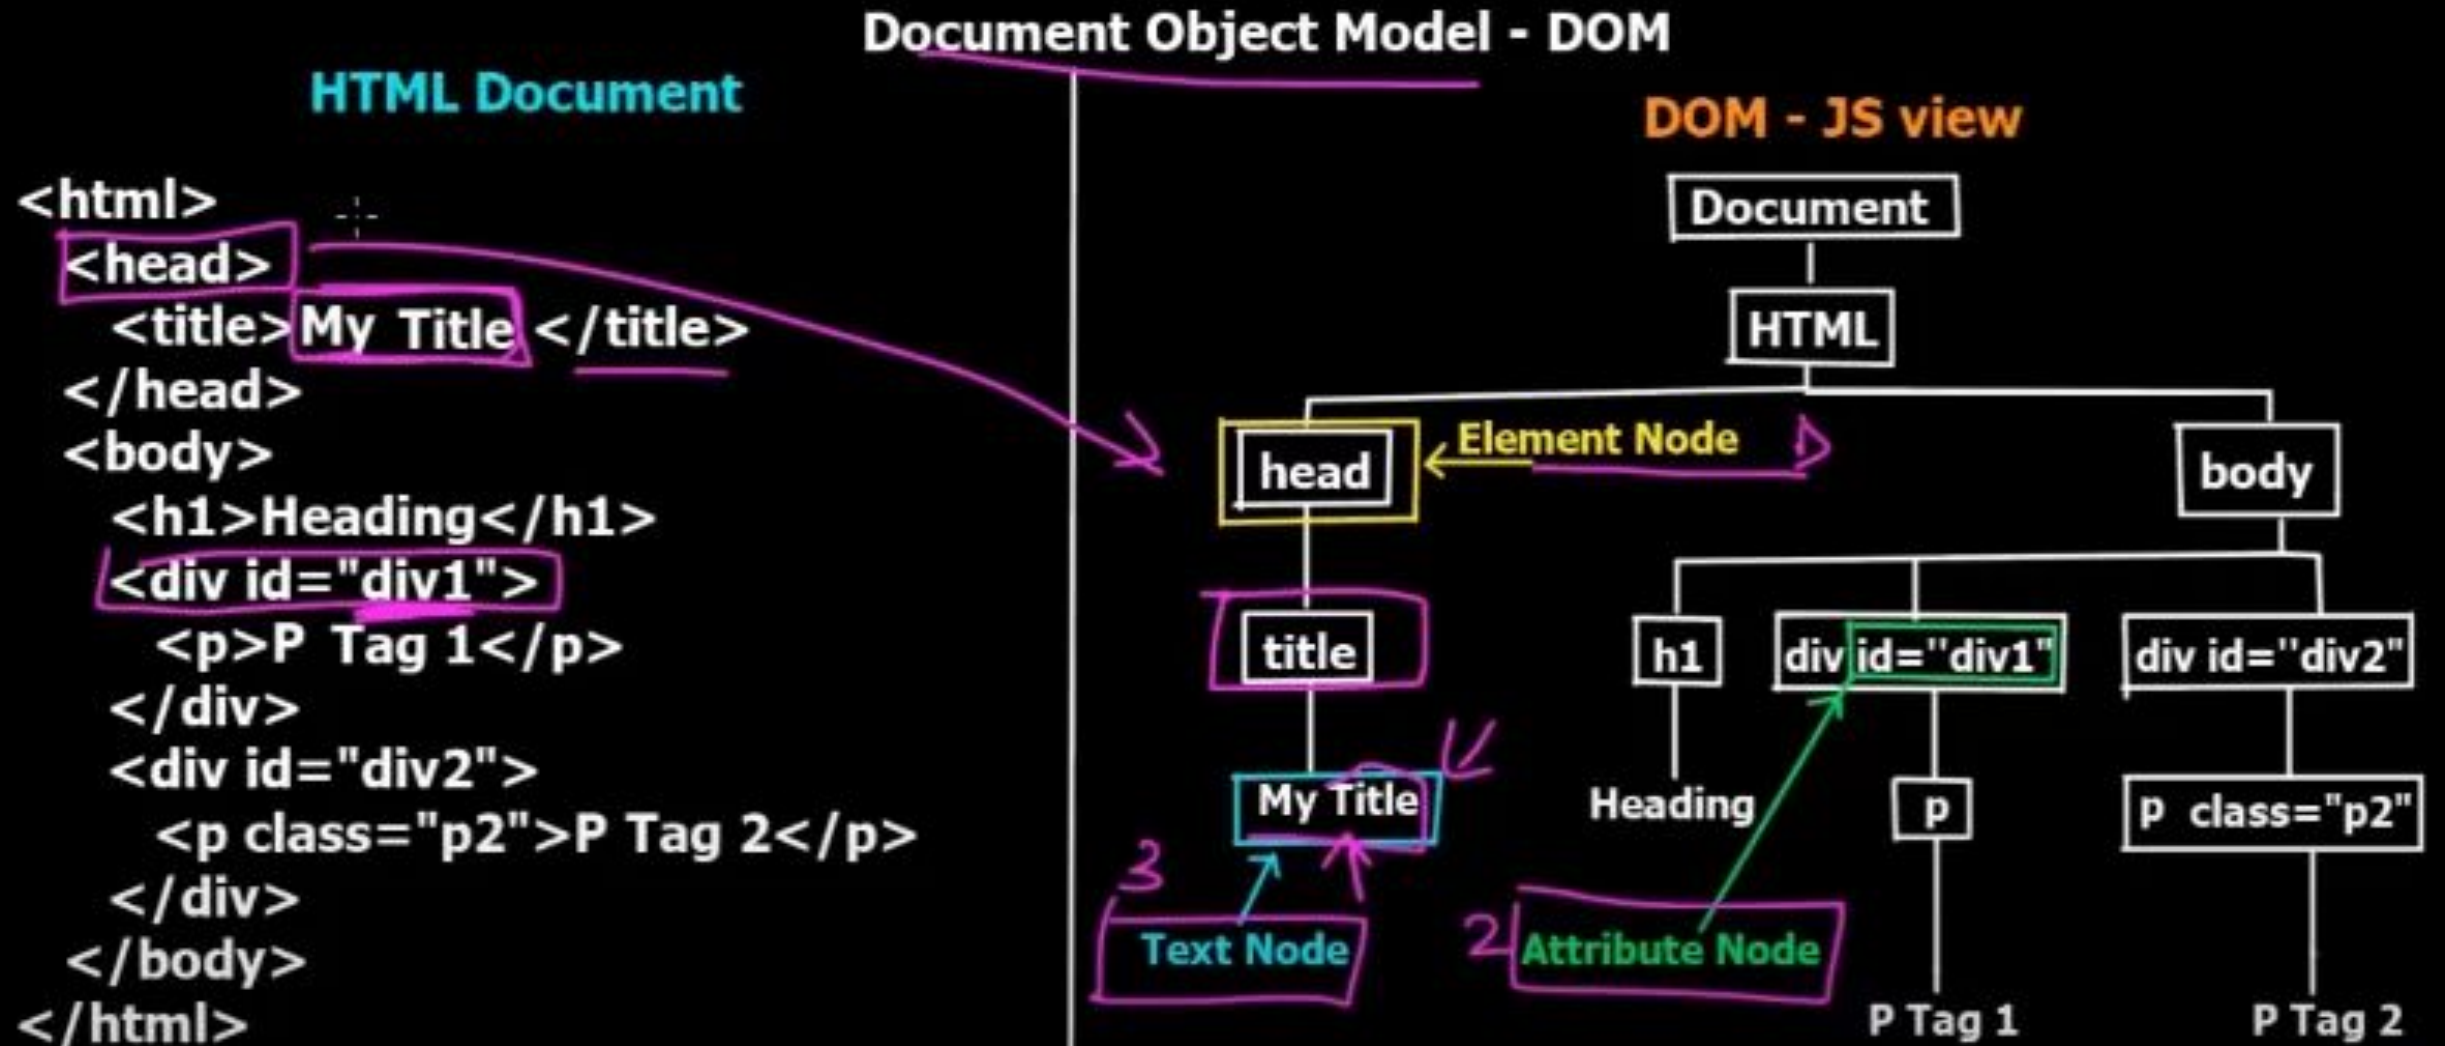 Document Object Model - DOM
HTML Document
<html>
<head>
<title>My Title </title>
</head>
<body>
<h1>Heading</h1>
<div id="div1">
<p>P Tag 1</p>
</div>
<div id="div2">
<p class="p2">P Tag 2</p>
</div>
</body>
</html>
DOM - JS view
Document
HTML
head
Element Node
body
title
h1
div id="div1"
div id="div2"
My Title
Heading
p
p class="p2"
3
Text Node
2
Attribute Node
P Tag 1
P Tag 2